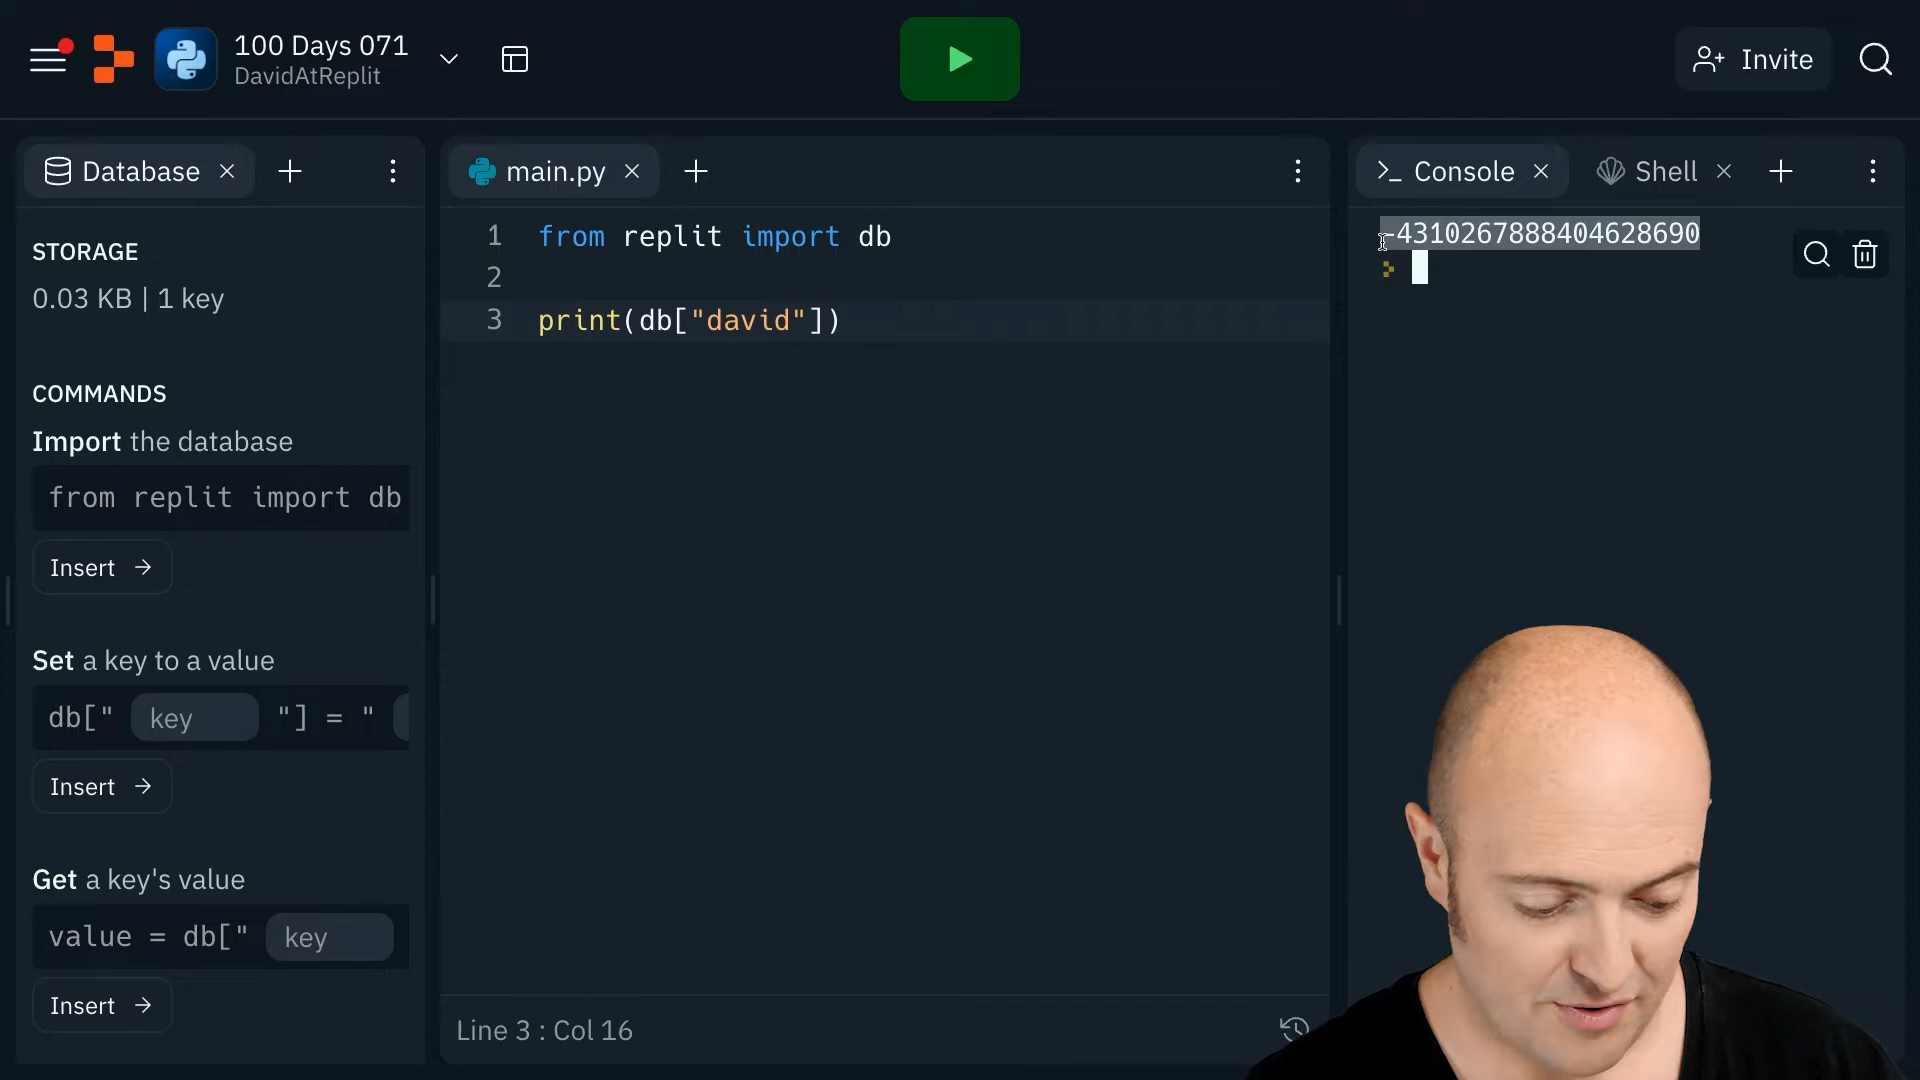 100 Days 071
DavidAtReplit
Invite
Database
STORAGE
0.03 KB | 1 key
COMMANDS
Import the database
from replit import db
Insert
Set a key to a value
db[" key "] = "
Insert
Get a key's value
value = db[" key
Insert
main.py
1 from replit import db
2
3 print(db["david"])
Line 3 : Col 16
Console
Shell
-4310267888404628690